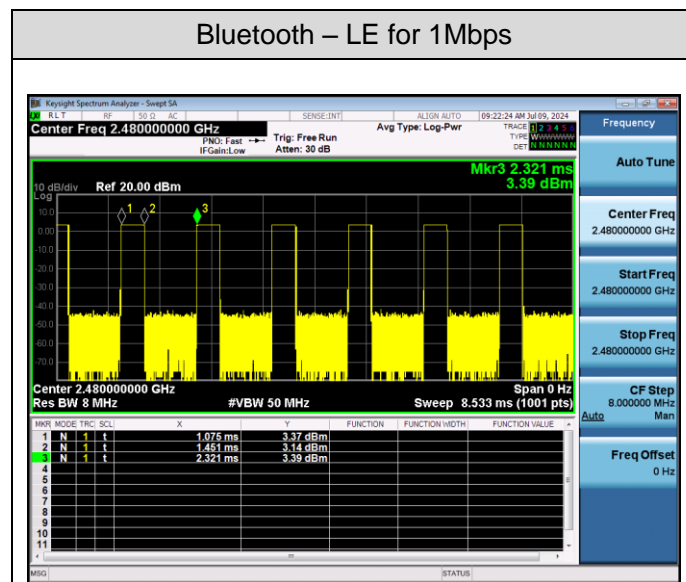 Bluetooth – LE for 1Mbps
Keysight Spectrum Analyzer - Swept SA
RLT RF 50 Ω AC SENSE:INT ALIGN AUTO 09:22:24 AM Jul 09, 2024
Center Freq 2.480000000 GHz
PNO: Fast
IFGain:Low
Trig: Free Run
Atten: 30 dB
Avg Type: Log-Pwr
TRACE 1 2 3 4 5 6
TYPE W
DET N N N N N N
Mkr3 2.321 ms
3.39 dBm
10 dB/div Ref 20.00 dBm
Log
10.0
0.00
-10.0
-20.0
-30.0
-40.0
-50.0
-60.0
-70.0
1
2
3
Center 2.480000000 GHz Span 0 Hz
Res BW 8 MHz #VBW 50 MHz Sweep 8.533 ms (1001 pts)
MKR MODE TRC SCL X Y FUNCTION FUNCTION WIDTH FUNCTION VALUE
1 N 1 t 1.075 ms 3.37 dBm
2 N 1 t 1.451 ms 3.14 dBm
3 N 1 t 2.321 ms 3.39 dBm
4
5
6
7
8
9
10
11
MSG STATUS
Frequency
Auto Tune
Center Freq
2.480000000 GHz
Start Freq
2.480000000 GHz
Stop Freq
2.480000000 GHz
CF Step
8.000000 MHz
Auto Man
Freq Offset
0 Hz